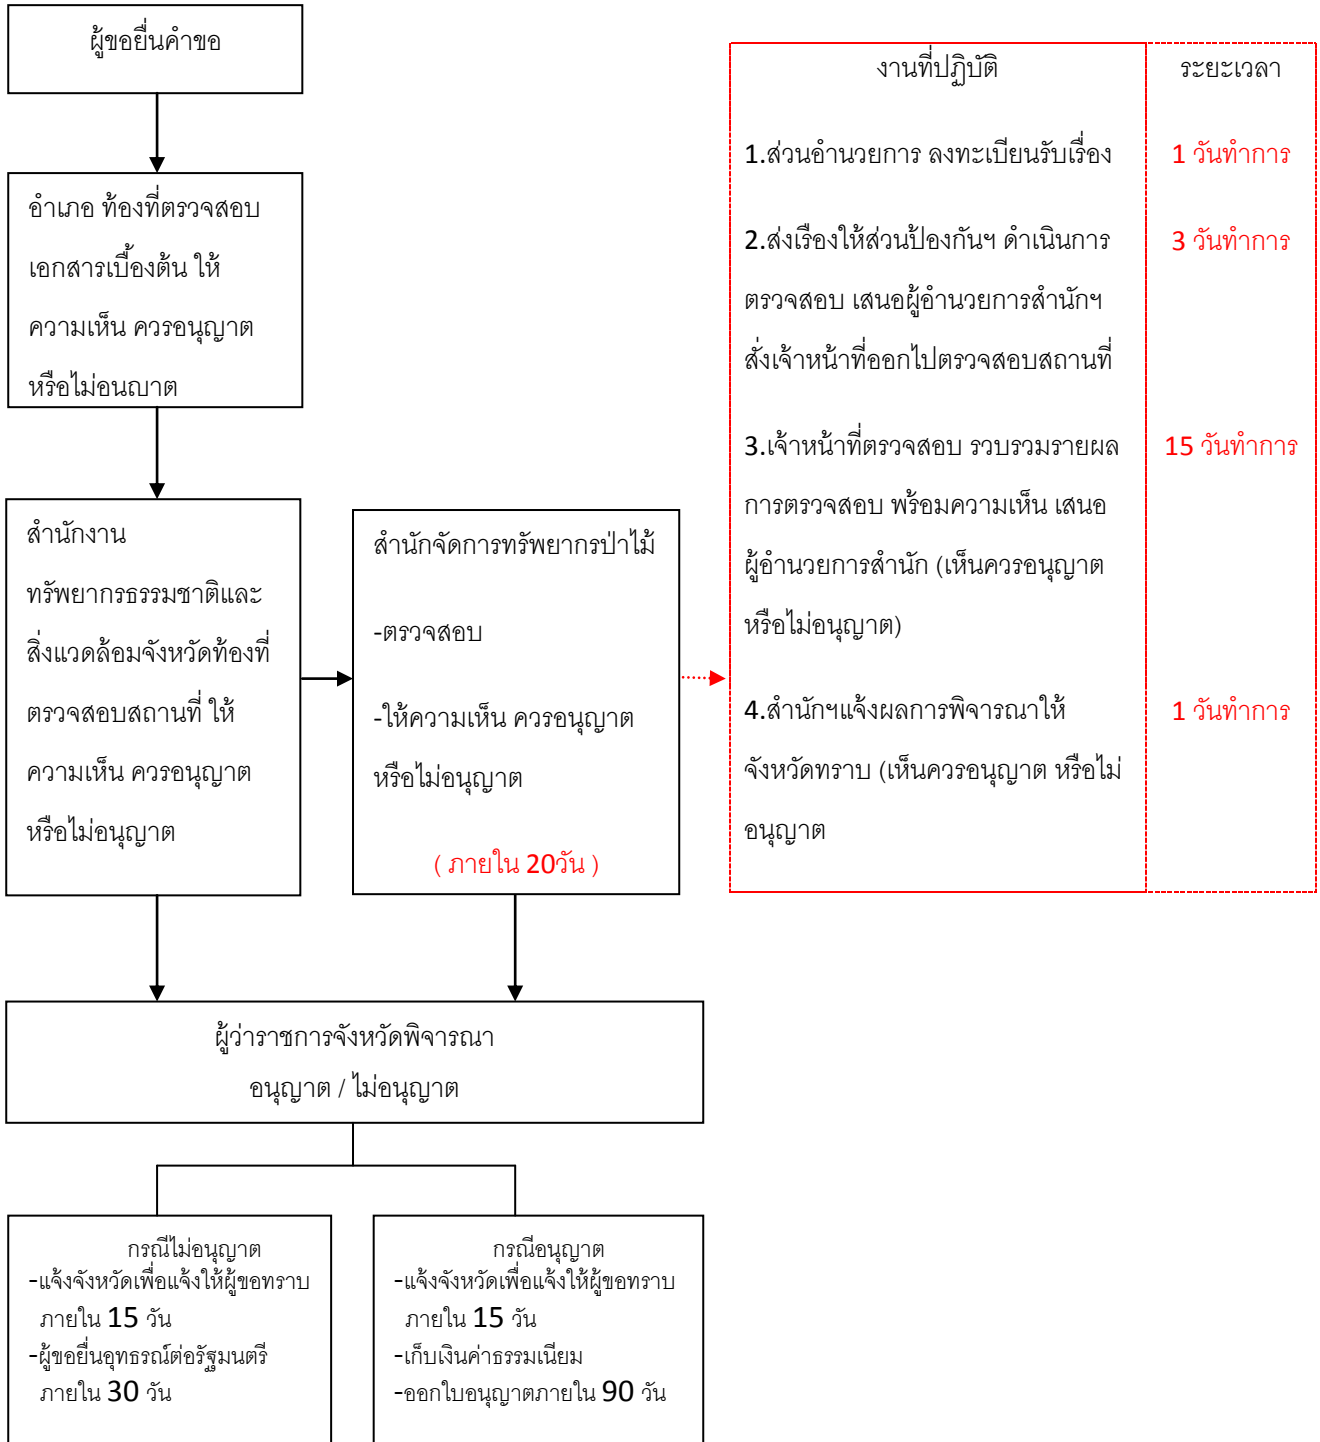 ผู้ขอยื่นคำขอ
อำเภอ ท้องที่ตรวจสอบ
เอกสารเบื้องต้น ให้
ความเห็น ควรอนุญาต
หรือไม่อนญาต
สำนักงาน
ทรัพยากรธรรมชาติและ
สิ่งแวดล้อมจังหวัดท้องที่
ตรวจสอบสถานที่ ให้
ความเห็น ควรอนุญาต
หรือไม่อนุญาต
สำนักจัดการทรัพยากรป่าไม้
-ตรวจสอบ
-ให้ความเห็น ควรอนุญาต
หรือไม่อนุญาต
( ภายใน 20วัน )
งานที่ปฏิบัติ
ระยะเวลา
1.ส่วนอำนวยการ ลงทะเบียนรับเรื่อง
1 วันทำการ
2.ส่งเรื่องให้ส่วนป้องกันฯ ดำเนินการ
3 วันทำการ
ตรวจสอบ เสนอผู้อำนวยการสำนักฯ
สั่งเจ้าหน้าที่ออกไปตรวจสอบสถานที่
3.เจ้าหน้าที่ตรวจสอบ รวบรวมรายผล
15 วันทำการ
การตรวจสอบ พร้อมความเห็น เสนอ
ผู้อำนวยการสำนัก (เห็นควรอนุญาต
หรือไม่อนุญาต)
4.สำนักฯแจ้งผลการพิจารณาให้
1 วันทำการ
จังหวัดทราบ (เห็นควรอนุญาต หรือไม่
อนุญาต
ผู้ว่าราชการจังหวัดพิจารณา
อนุญาต / ไม่อนุญาต
กรณีไม่อนุญาต
-แจ้งจังหวัดเพื่อแจ้งให้ผู้ขอทราบ
ภายใน 15 วัน
-ผู้ขอยื่นอุทธรณ์ต่อรัฐมนตรี
ภายใน 30 วัน
กรณีอนุญาต
-แจ้งจังหวัดเพื่อแจ้งให้ผู้ขอทราบ
ภายใน 15 วัน
-เก็บเงินค่าธรรมเนียม
-ออกใบอนุญาตภายใน 90 วัน